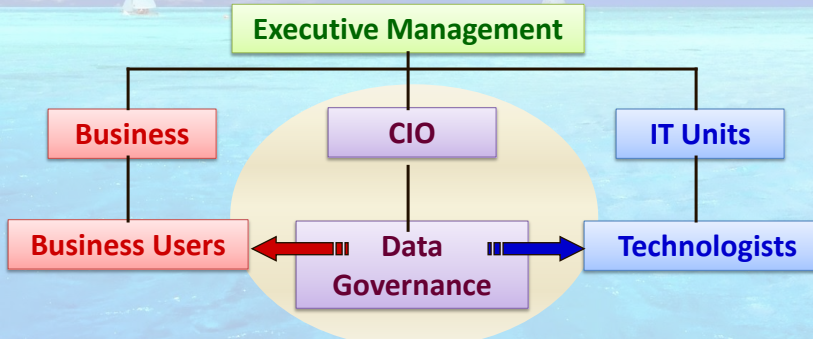 Executive Management
Business
CIO
IT Units
Business Users
Data
Governance
Technologists